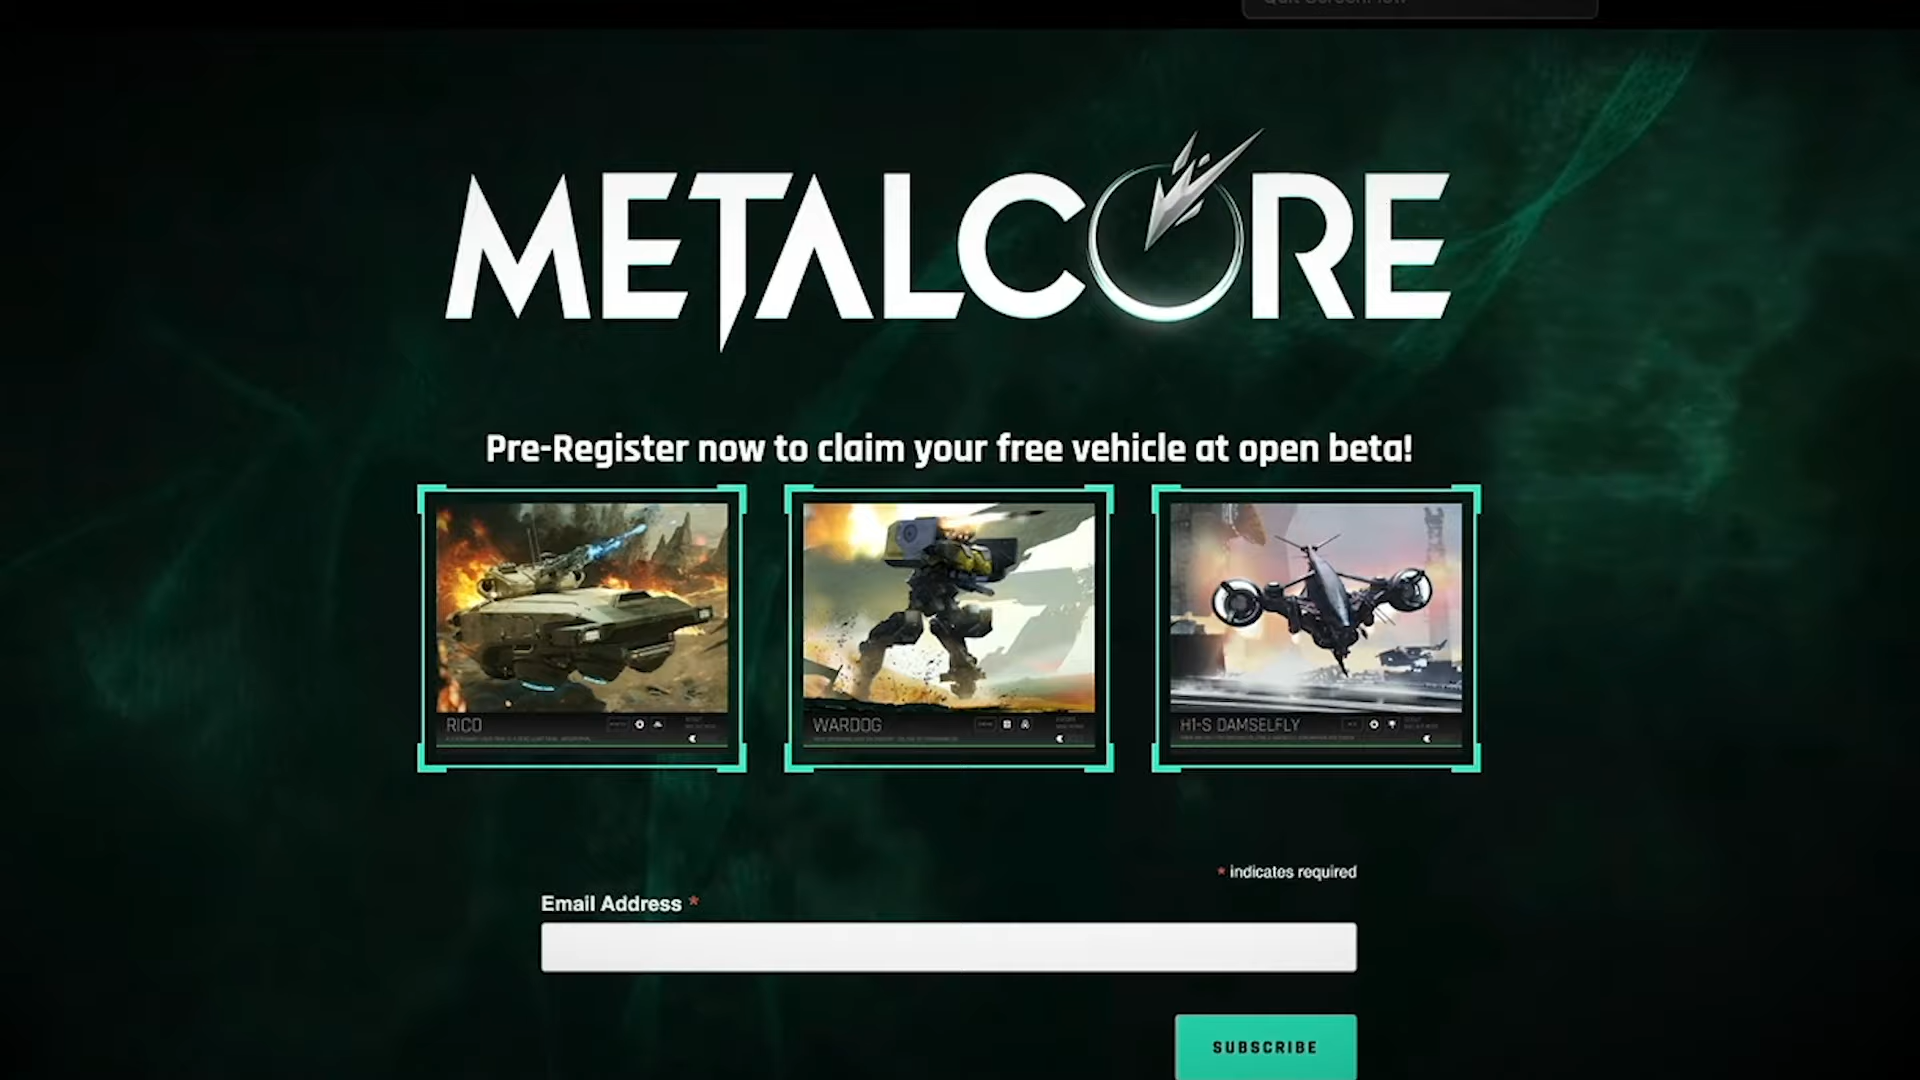 METALCORE
Pre-Register now to claim your free vehicle at open beta!
RICO
WARDOG
H1-S DAMSELFLY
* indicates required
Email Address *
SUBSCRIBE